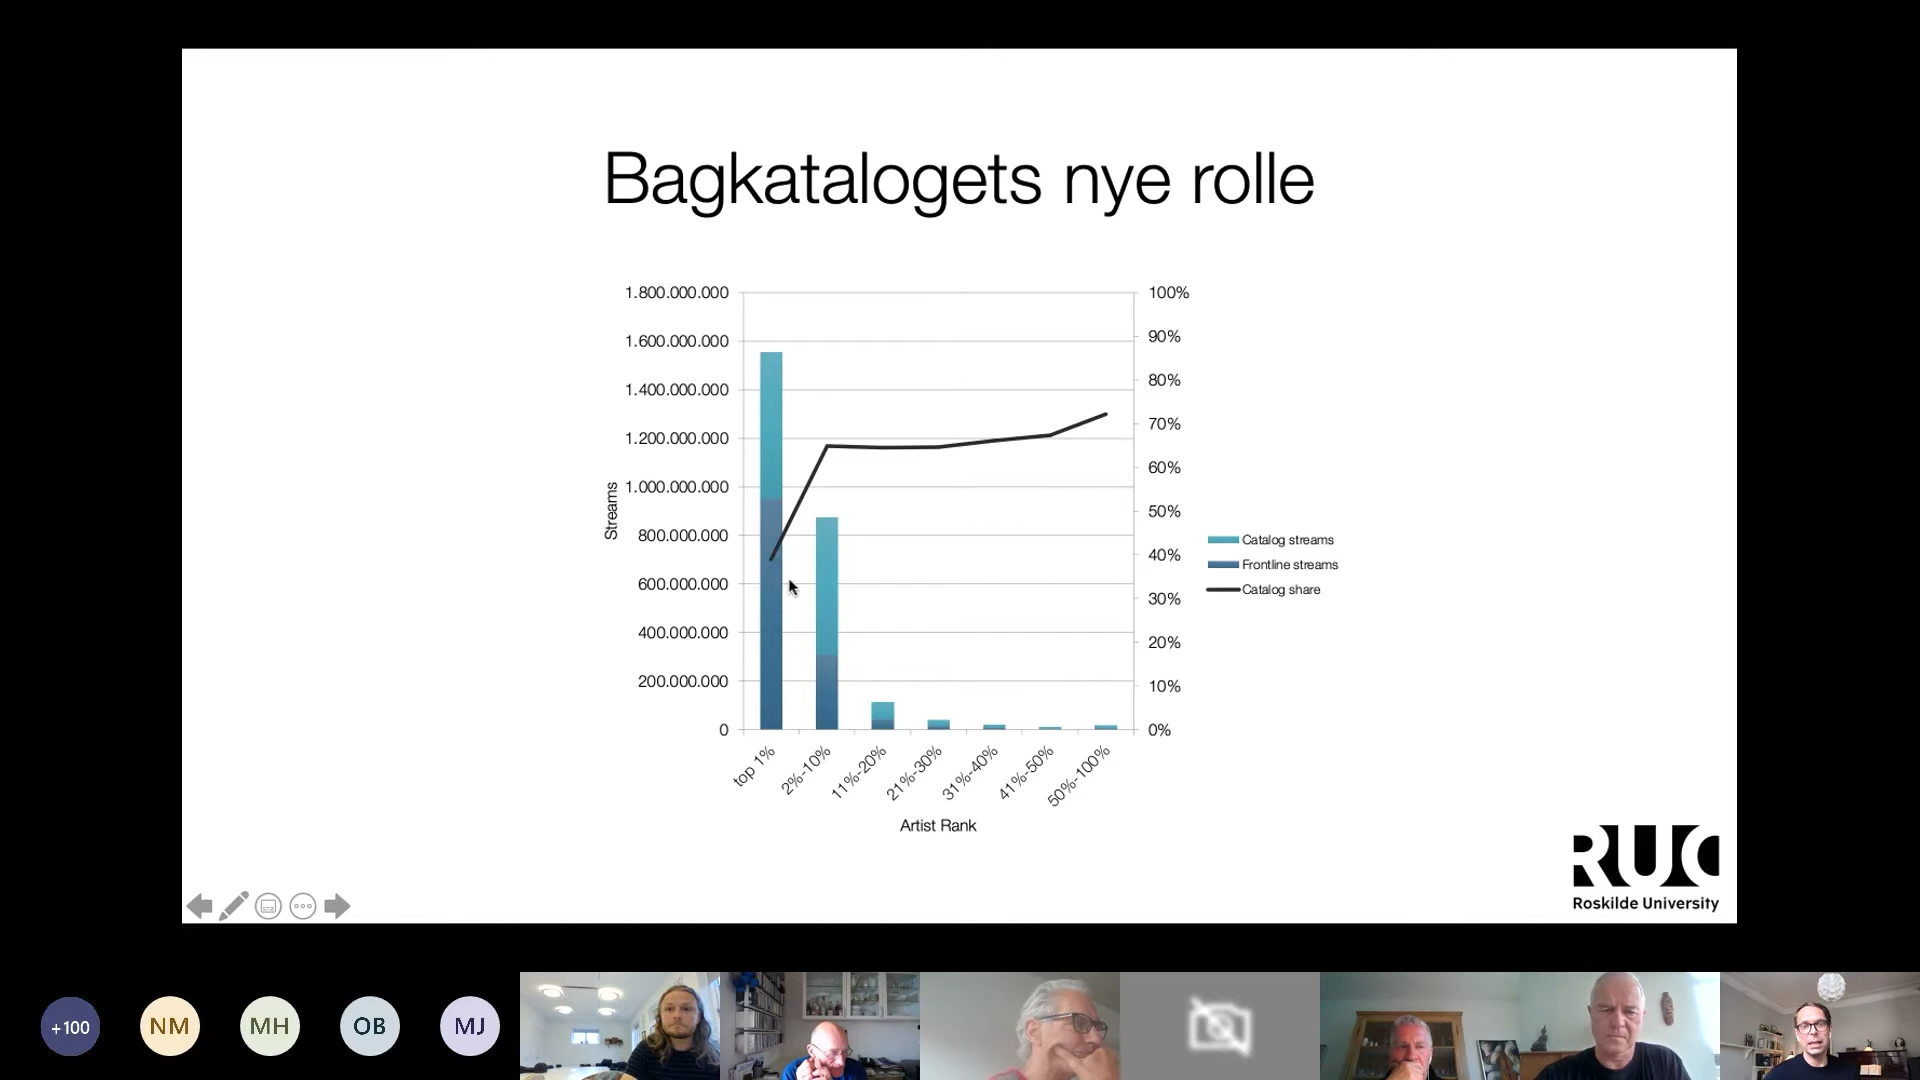 Bagkatalogets nye rolle
1.800.000.000
1.600.000.000
1.400.000.000
1.200.000.000
1.000.000.000
800.000.000
600.000.000
400.000.000
200.000.000
0
Streams
100%
90%
80%
70%
60%
50%
40%
30%
20%
10%
0%
top 1%
2%-10%
11%-20%
21%-30%
31%-40%
41%-50%
50%-100%
Artist Rank
Catalog streams
Frontline streams
Catalog share
RUC
Roskilde University
+100
NM
MH
OB
MJ